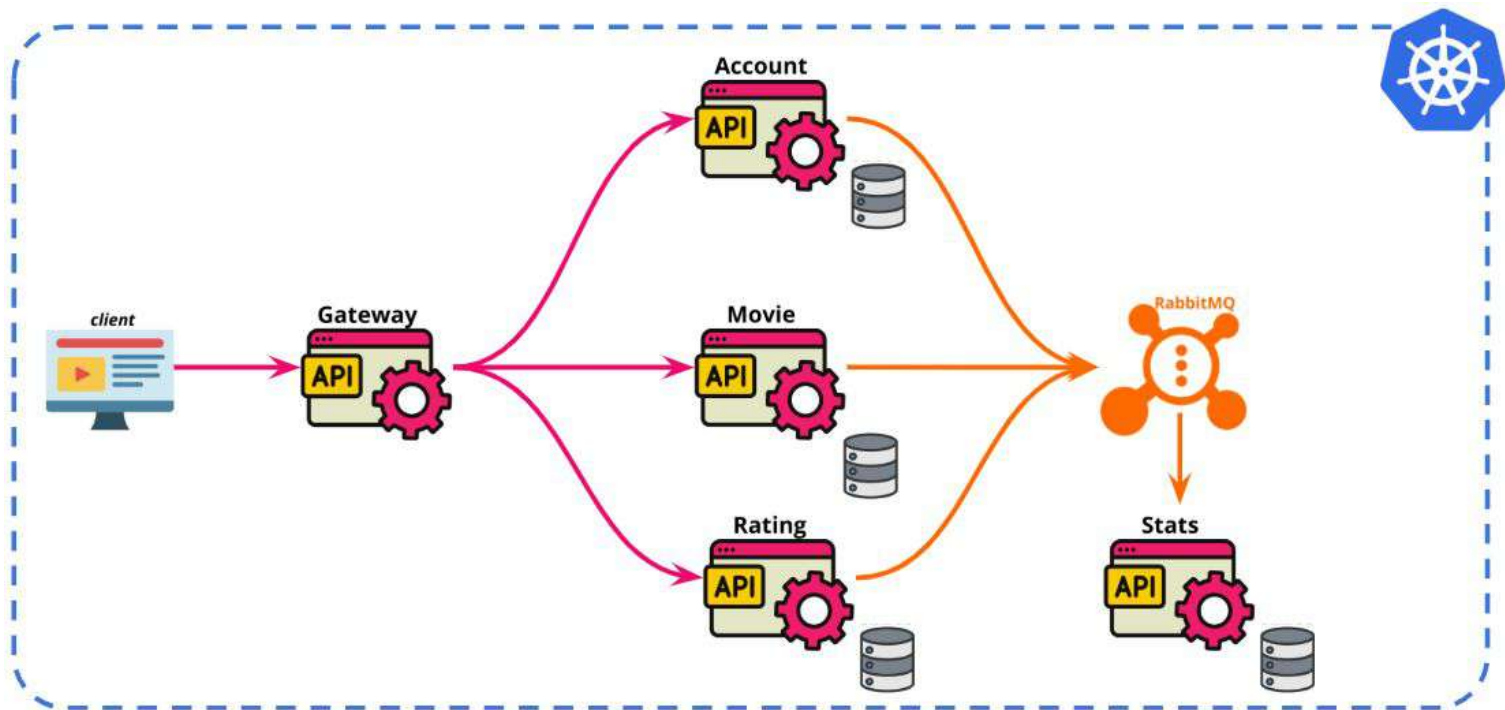 Account
API
client
Gateway
API
Movie
API
RabbitMQ
Rating
API
Stats
API